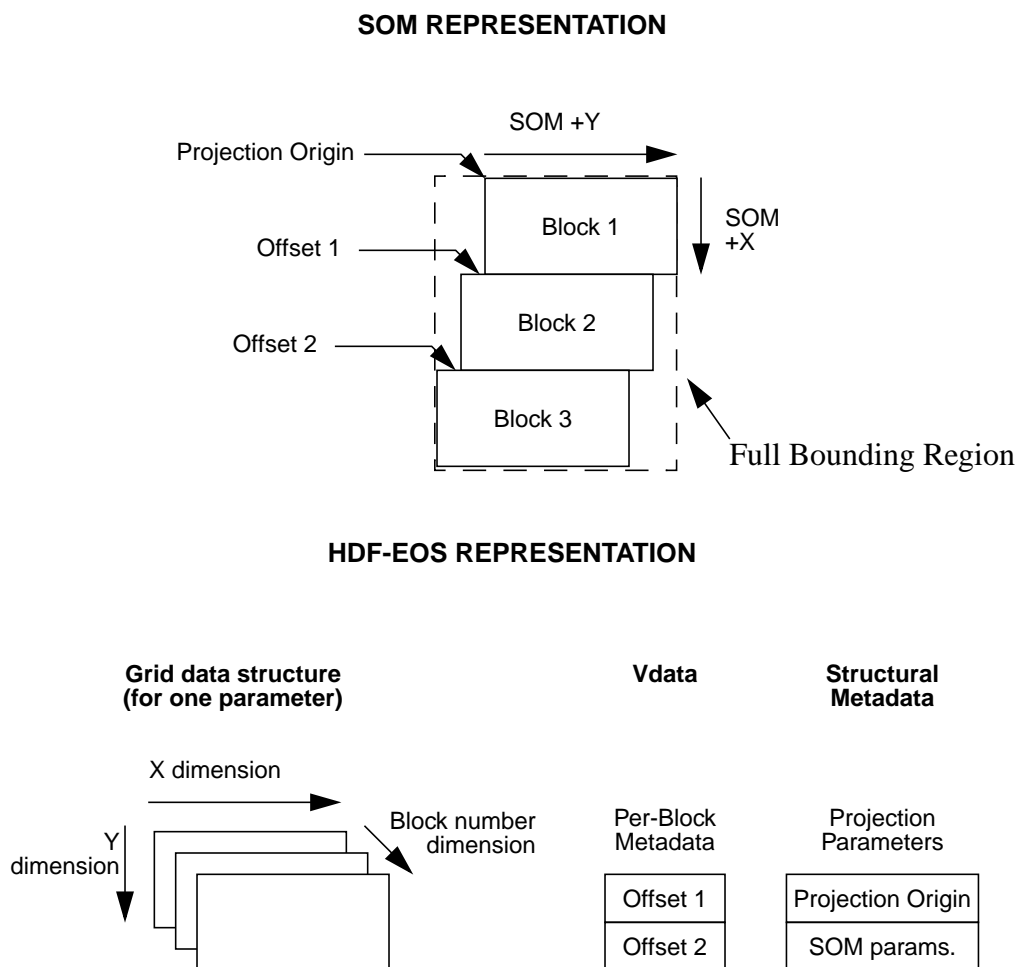 SOM REPRESENTATION
SOM +Y
Projection Origin
Block 1
SOM
+X
Offset 1
Block 2
Offset 2
Block 3
Full Bounding Region
HDF-EOS REPRESENTATION
Grid data structure
(for one parameter)
Vdata
Structural
Metadata
X dimension
Y
dimension
Block number
dimension
Per-Block
Metadata
Projection
Parameters
Offset 1
Projection Origin
Offset 2
SOM params.